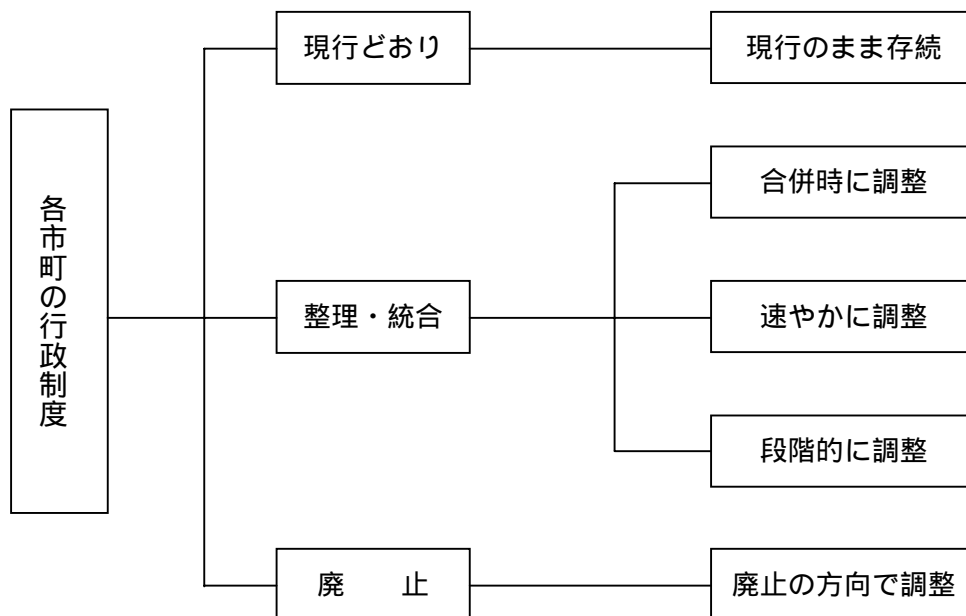 各市町の行政制度
現行どおり
現行のまま存続
整理・統合
合併時に調整
速やかに調整
段階的に調整
廃　　止
廃止の方向で調整